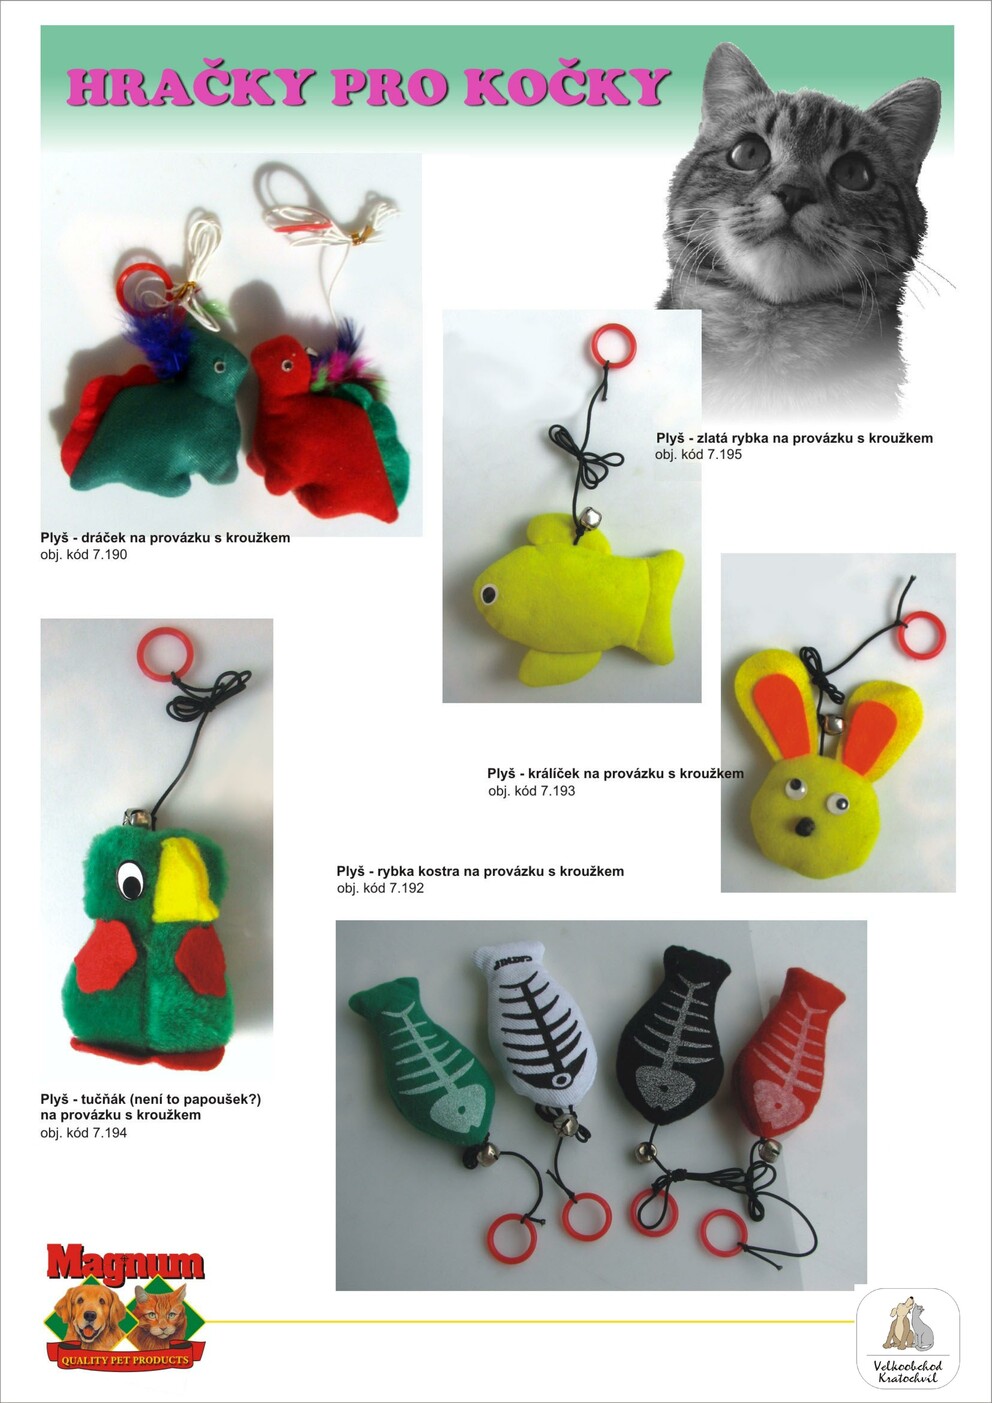 HRAČKY PRO KOČKY
Plyš - zlatá rybka na provázku s kroužkem
obj. kód 7.195
Plyš - dráček na provázku s kroužkem
obj. kód 7.190
Plyš - králíček na provázku s kroužkem
obj. kód 7.193
Plyš - rybka kostra na provázku s kroužkem
obj. kód 7.192
CATNIP
Plyš - tučňák (není to papoušek?)
na provázku s kroužkem
obj. kód 7.194
Magnum
QUALITY PET PRODUCTS
Velkoobchod
Kratochvíl